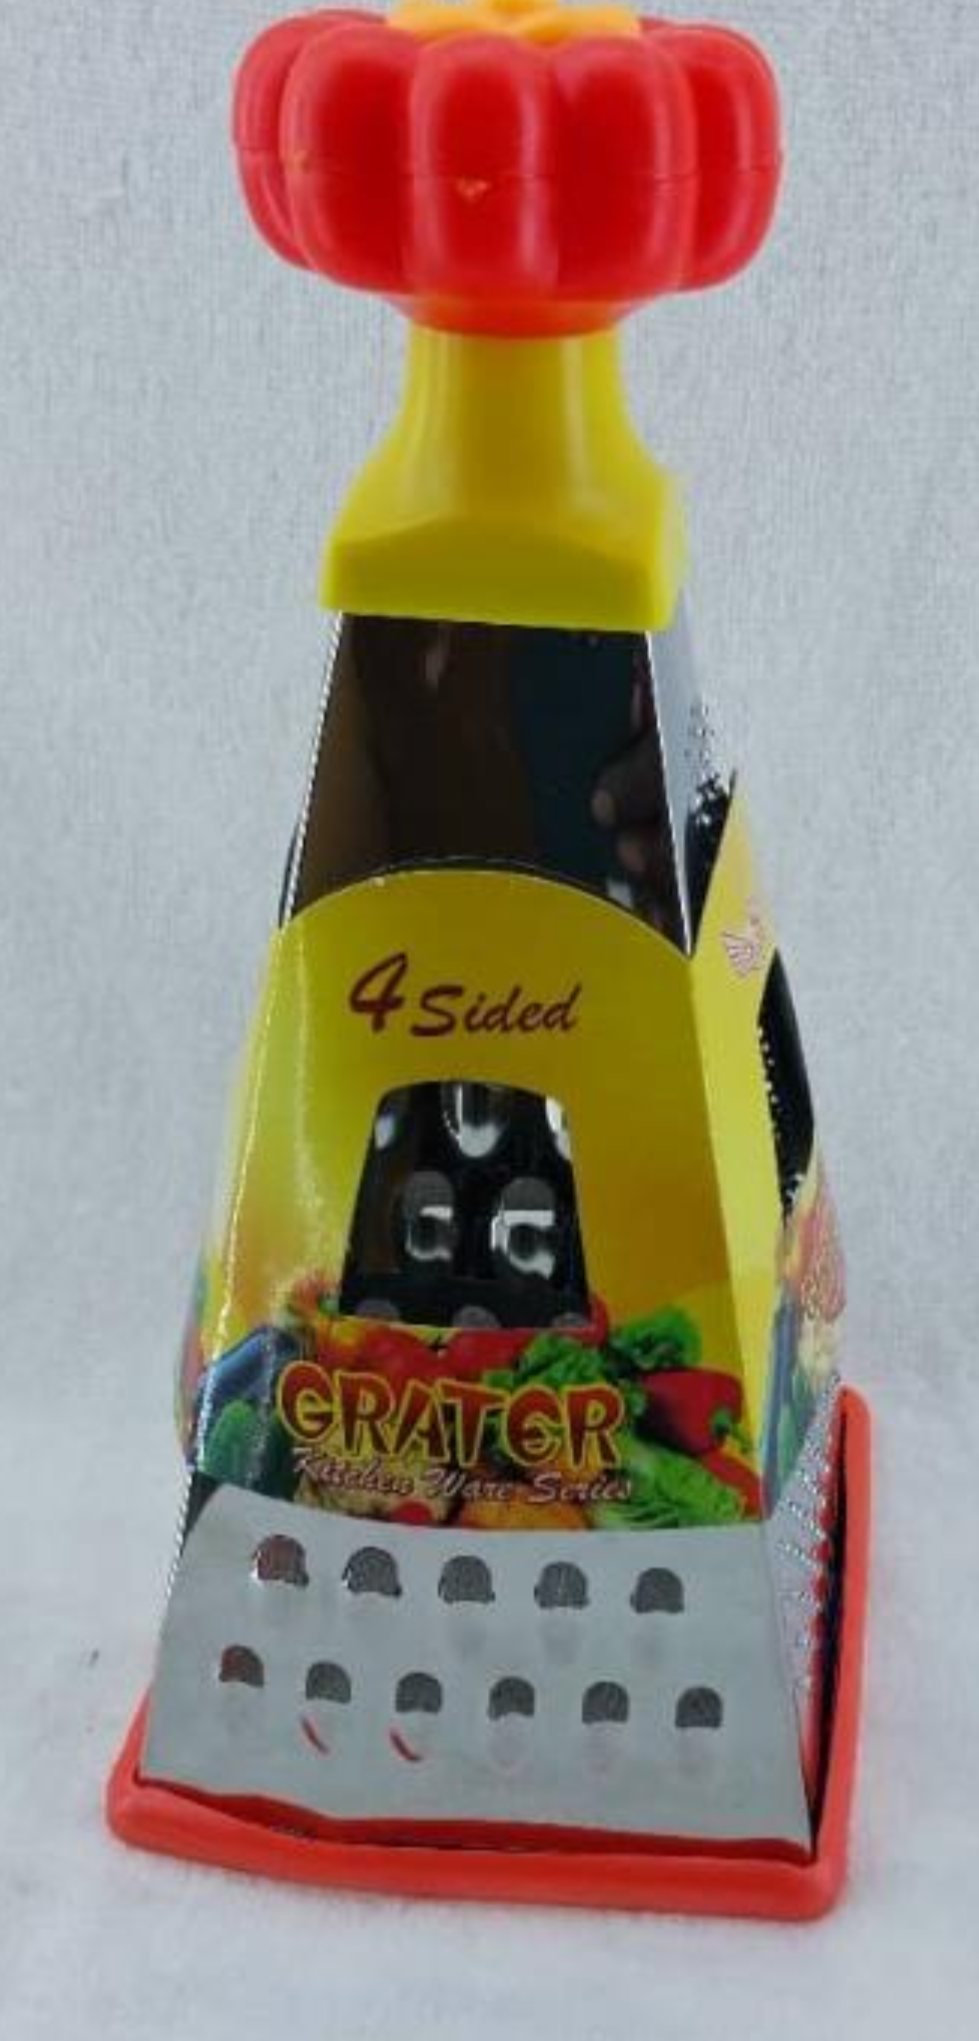 4 Sided
GRATER
Kitchen Ware Series